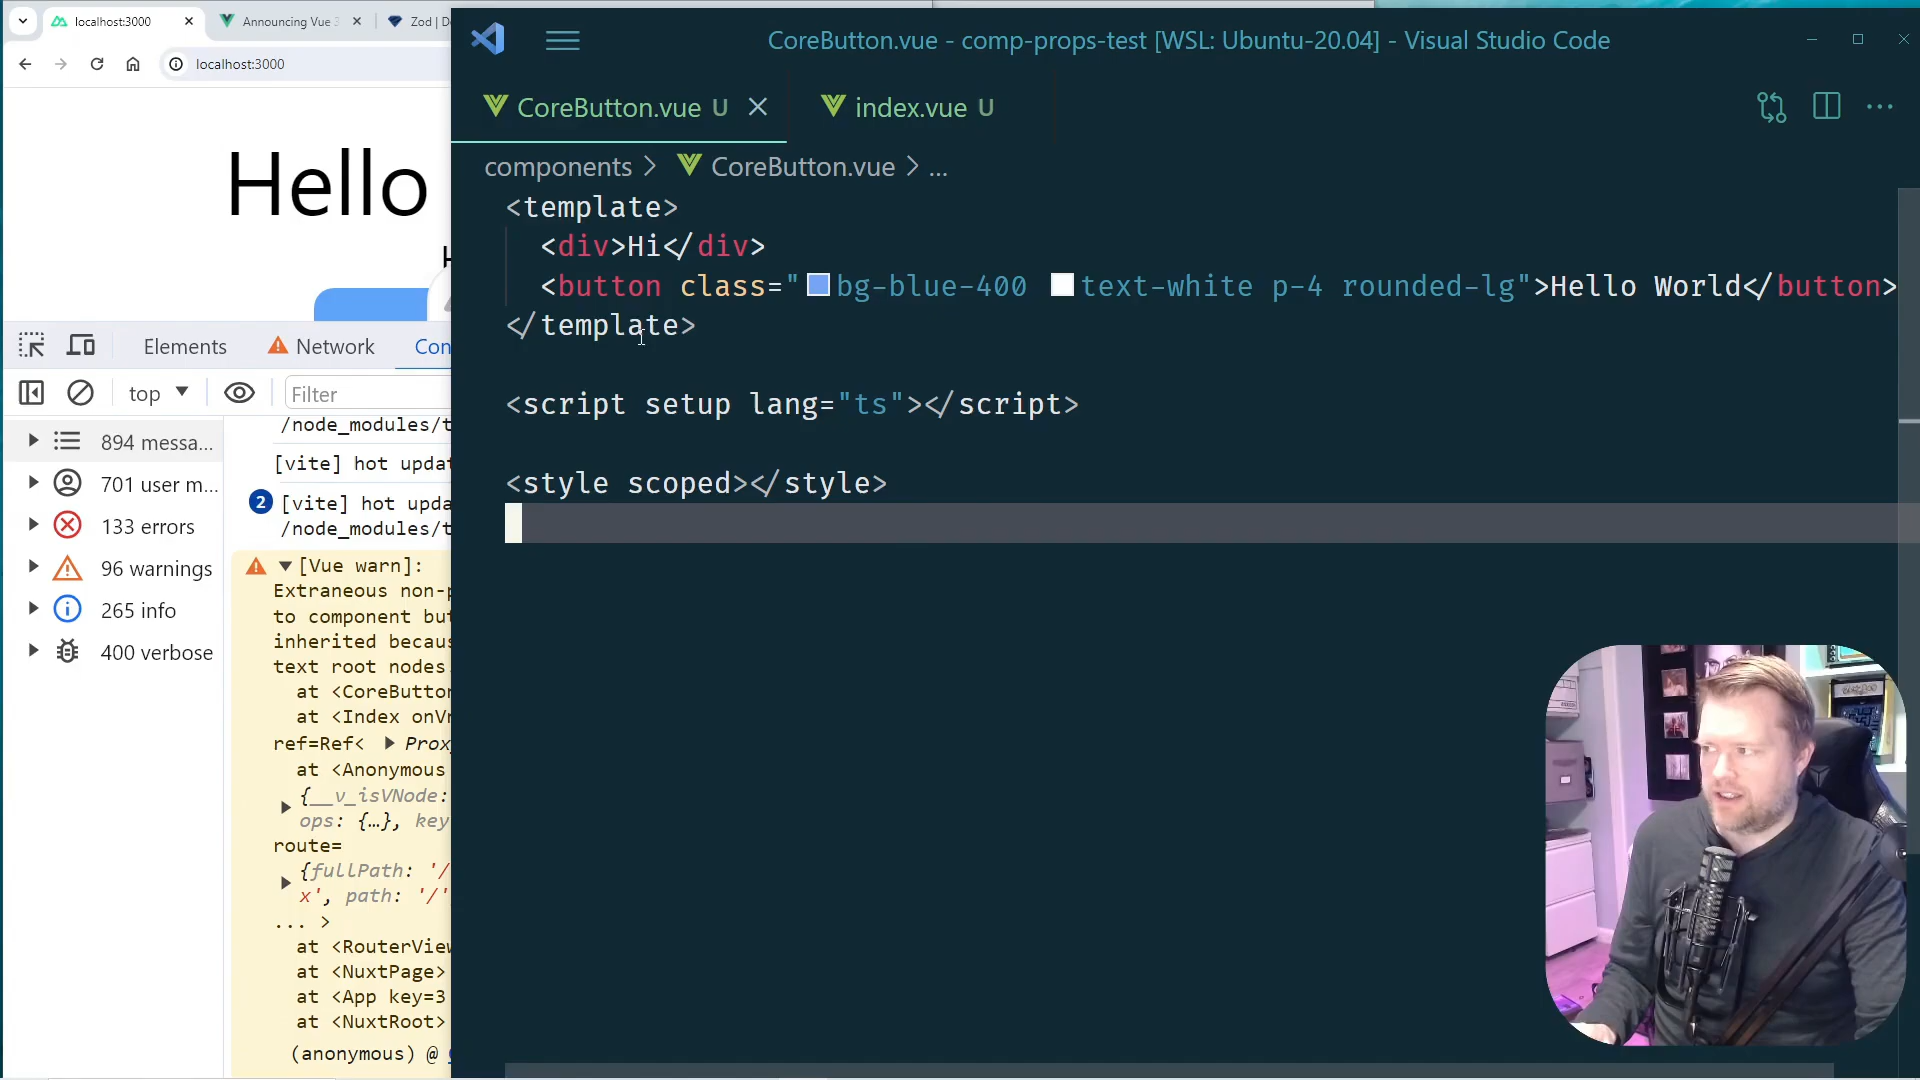 localhost:3000
Announcing Vue 3
Zod | D
localhost:3000
Hello
Elements
Network
Con
top
Filter
894 messa...
701 user m...
133 errors
96 warnings
265 info
400 verbose
/node_modules/t
[vite] hot updat
2
[vite] hot upda
/node_modules/t
[Vue warn]:
Extraneous non-p
to component but
inherited becaus
text root nodes.
at <CoreButton
at <Index onVr
ref=Ref< Proxy
at <Anonymous
{__v_isVNode:
ops: {…}, key
route=
{fullPath: '/
x', path: '/'
... >
at <RouterView
at <NuxtPage>
at <App key=3
at <NuxtRoot>
(anonymous) @
CoreButton.vue - comp-props-test [WSL: Ubuntu-20.04] - Visual Studio Code
CoreButton.vue U
index.vue U
components > CoreButton.vue > ...
<template>
<div>Hi</div>
<button class="bg-blue-400 text-white p-4 rounded-lg">Hello World</button>
</template>
<script setup lang="ts"></script>
<style scoped></style>